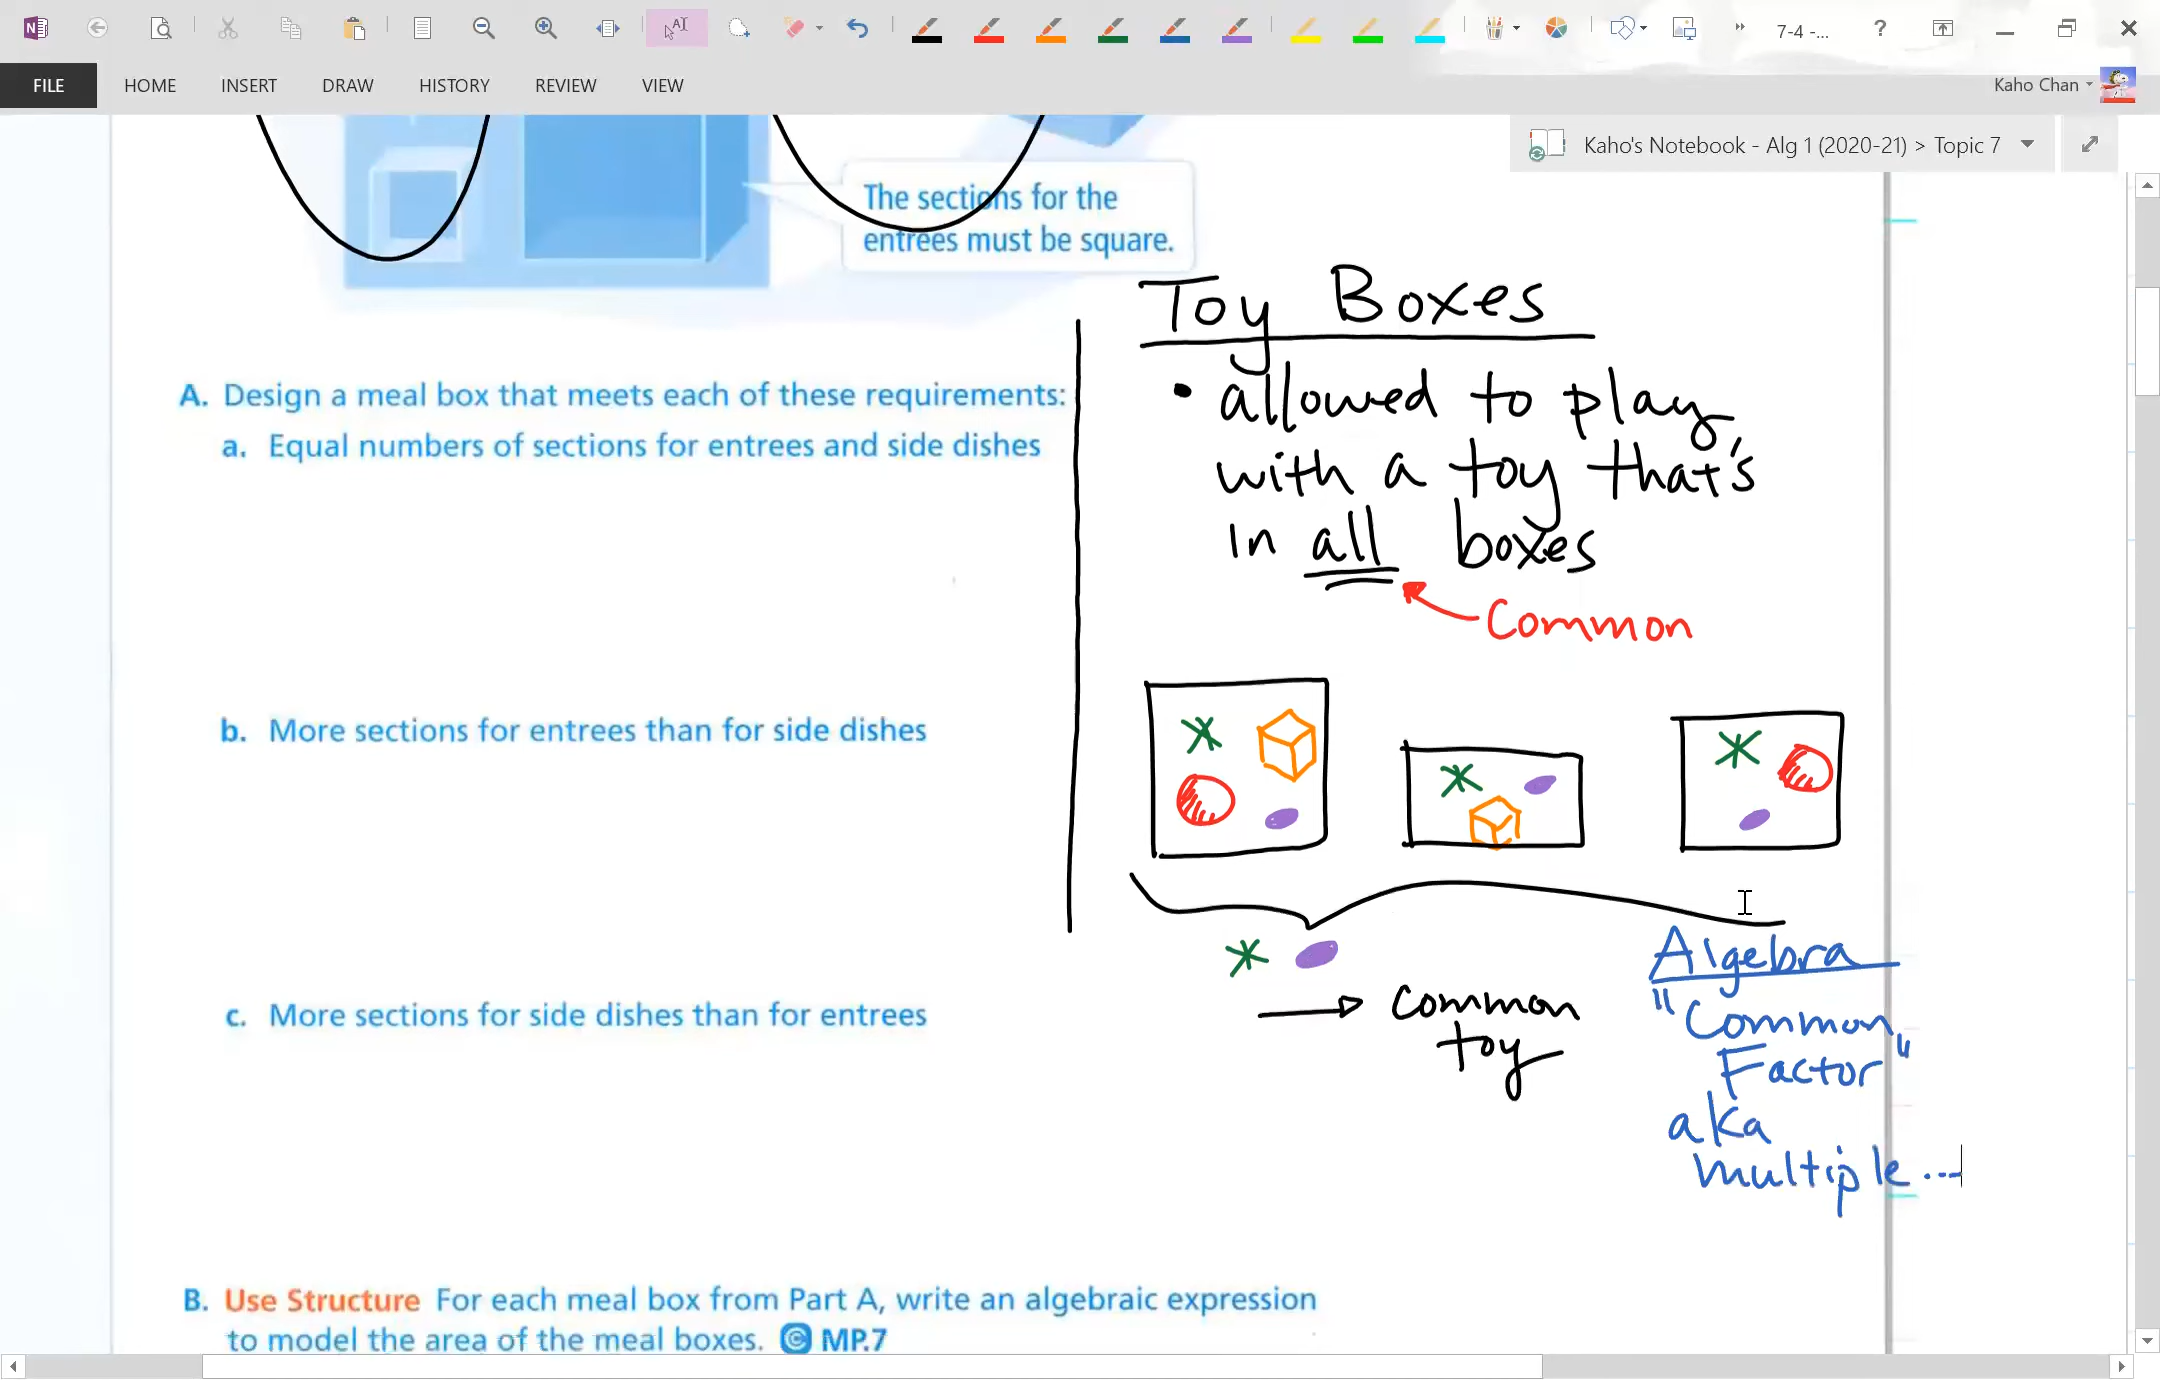 7-4 -...
?
FILE
HOME
INSERT
DRAW
HISTORY
REVIEW
VIEW
Kaho Chan
Kaho's Notebook - Alg 1 (2020-21) > Topic 7
The sections for the
entrees must be square.
Toy Boxes
• allowed to play
with a toy that's
in all boxes
Common
A. Design a meal box that meets each of these requirements:
a. Equal numbers of sections for entrees and side dishes
b. More sections for entrees than for side dishes
c. More sections for side dishes than for entrees
common
toy
Algebra
"Common
Factor"
aka
multiple ...
B. Use Structure For each meal box from Part A, write an algebraic expression
to model the area of the meal boxes. © MP.7